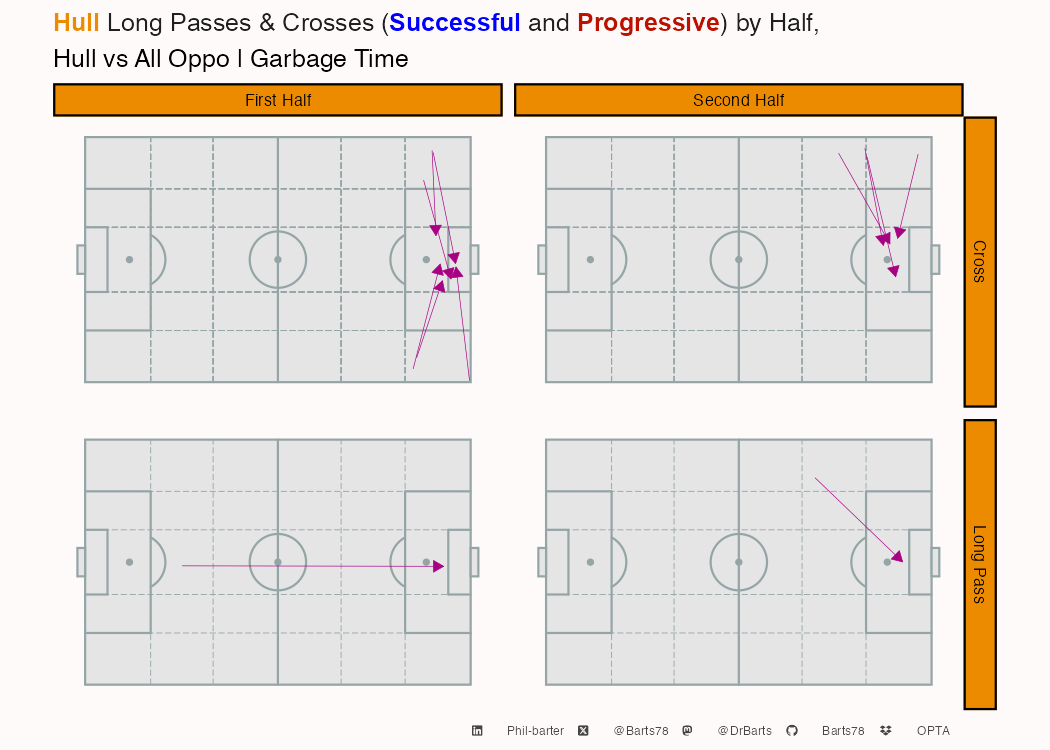 Hull Long Passes & Crosses (Successful and Progressive) by Half,
Hull vs All Oppo | Garbage Time
First Half
Second Half
Cross
Long Pass
Phil-barter @Barts78 @DrBarts Barts78 OPTA